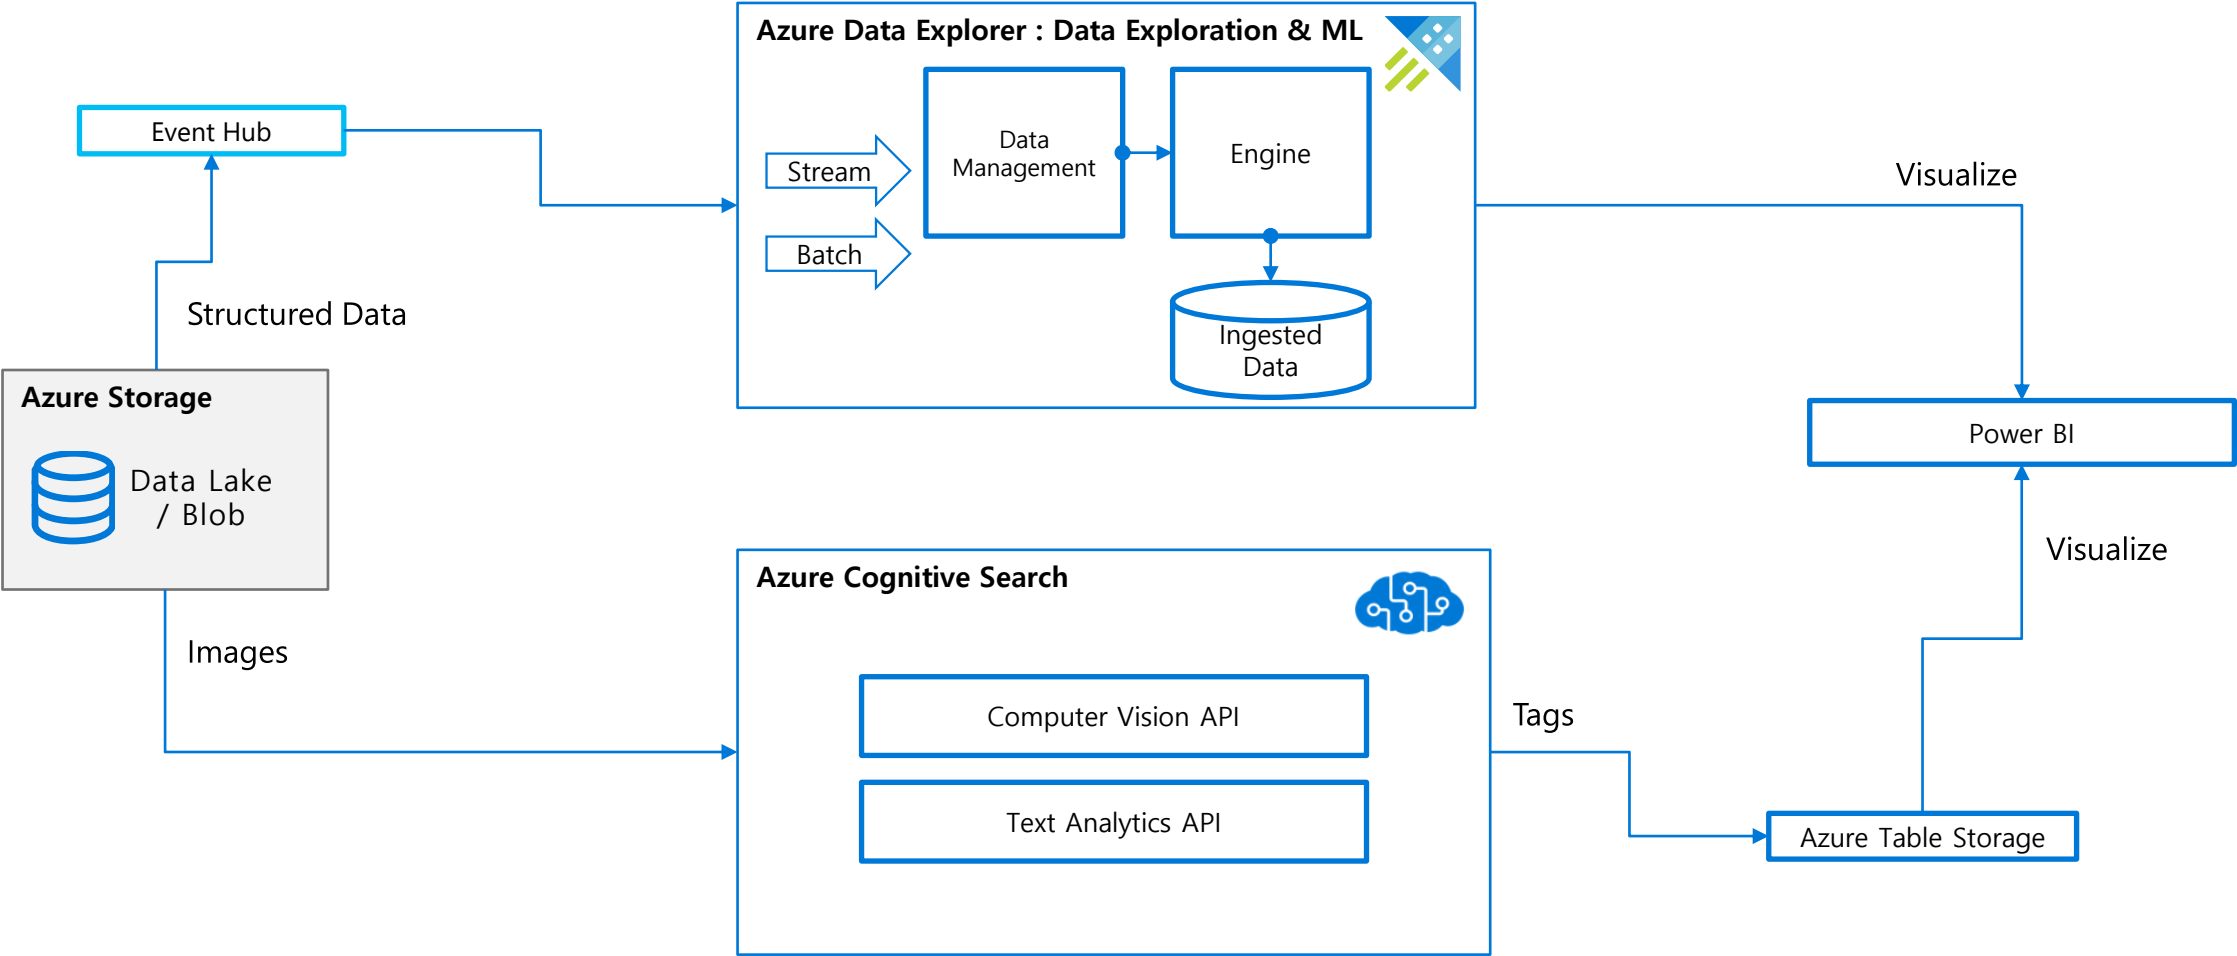 Azure Data Explorer : Data Exploration & ML
Event Hub
Data
Management
Engine
Stream
Batch
Ingested
Data
Visualize
Structured Data
Azure Storage
Data Lake
/ Blob
Power BI
Visualize
Images
Azure Cognitive Search
Computer Vision API
Text Analytics API
Tags
Azure Table Storage